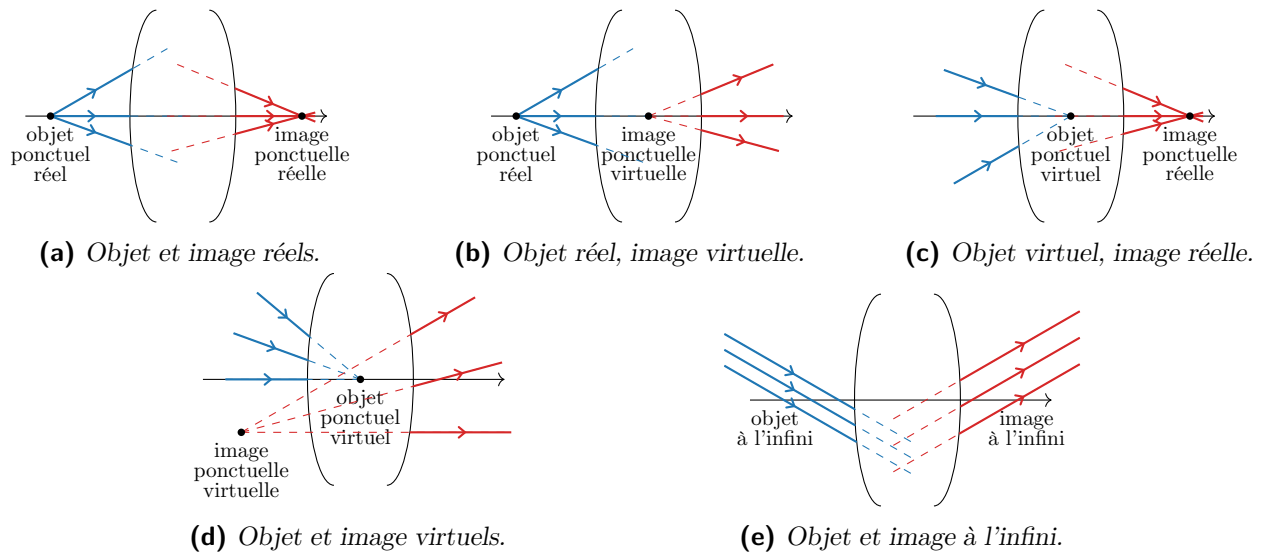 objet
ponctuel
réel
image
ponctuelle
réelle
(a) Objet et image réels.
objet
ponctuel
réel
image
ponctuelle
virtuelle
(b) Objet réel, image virtuelle.
objet
ponctuel
virtuel
image
ponctuelle
réelle
(c) Objet virtuel, image réelle.
objet
ponctuel
virtuel
image
ponctuelle
virtuelle
(d) Objet et image virtuels.
objet
à l'infini
image
à l'infini
(e) Objet et image à l'infini.